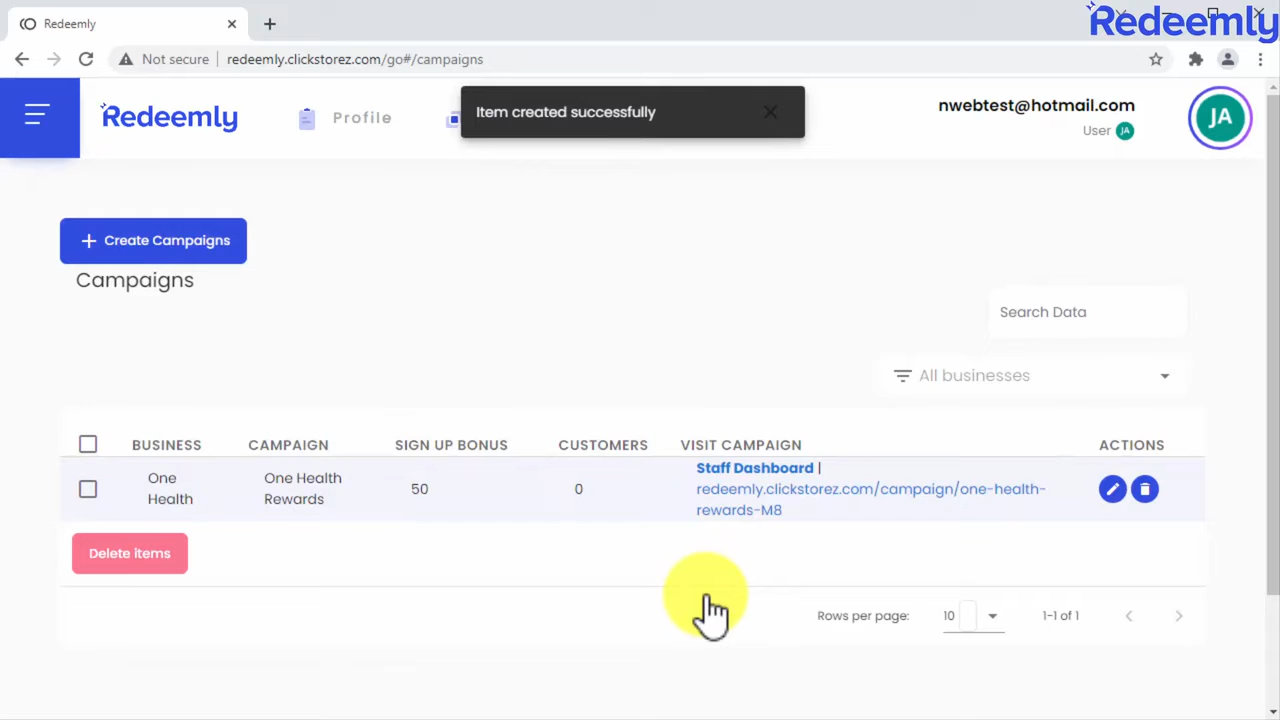 Redeemly
Redeemly
Not secure
redeemly.clickstorez.com/go#/campaigns
Redeemly
Profile
Item created successfully
nwebtest@hotmail.com
User JA
JA
Create Campaigns
Campaigns
Search Data
All businesses
BUSINESS CAMPAIGN SIGN UP BONUS CUSTOMERS VISIT CAMPAIGN ACTIONS
One Health
One Health Rewards
50
0
Staff Dashboard |
redeemly.clickstorez.com/campaign/one-health-
rewards-M8
Delete items
Rows per page: 10 1-1 of 1